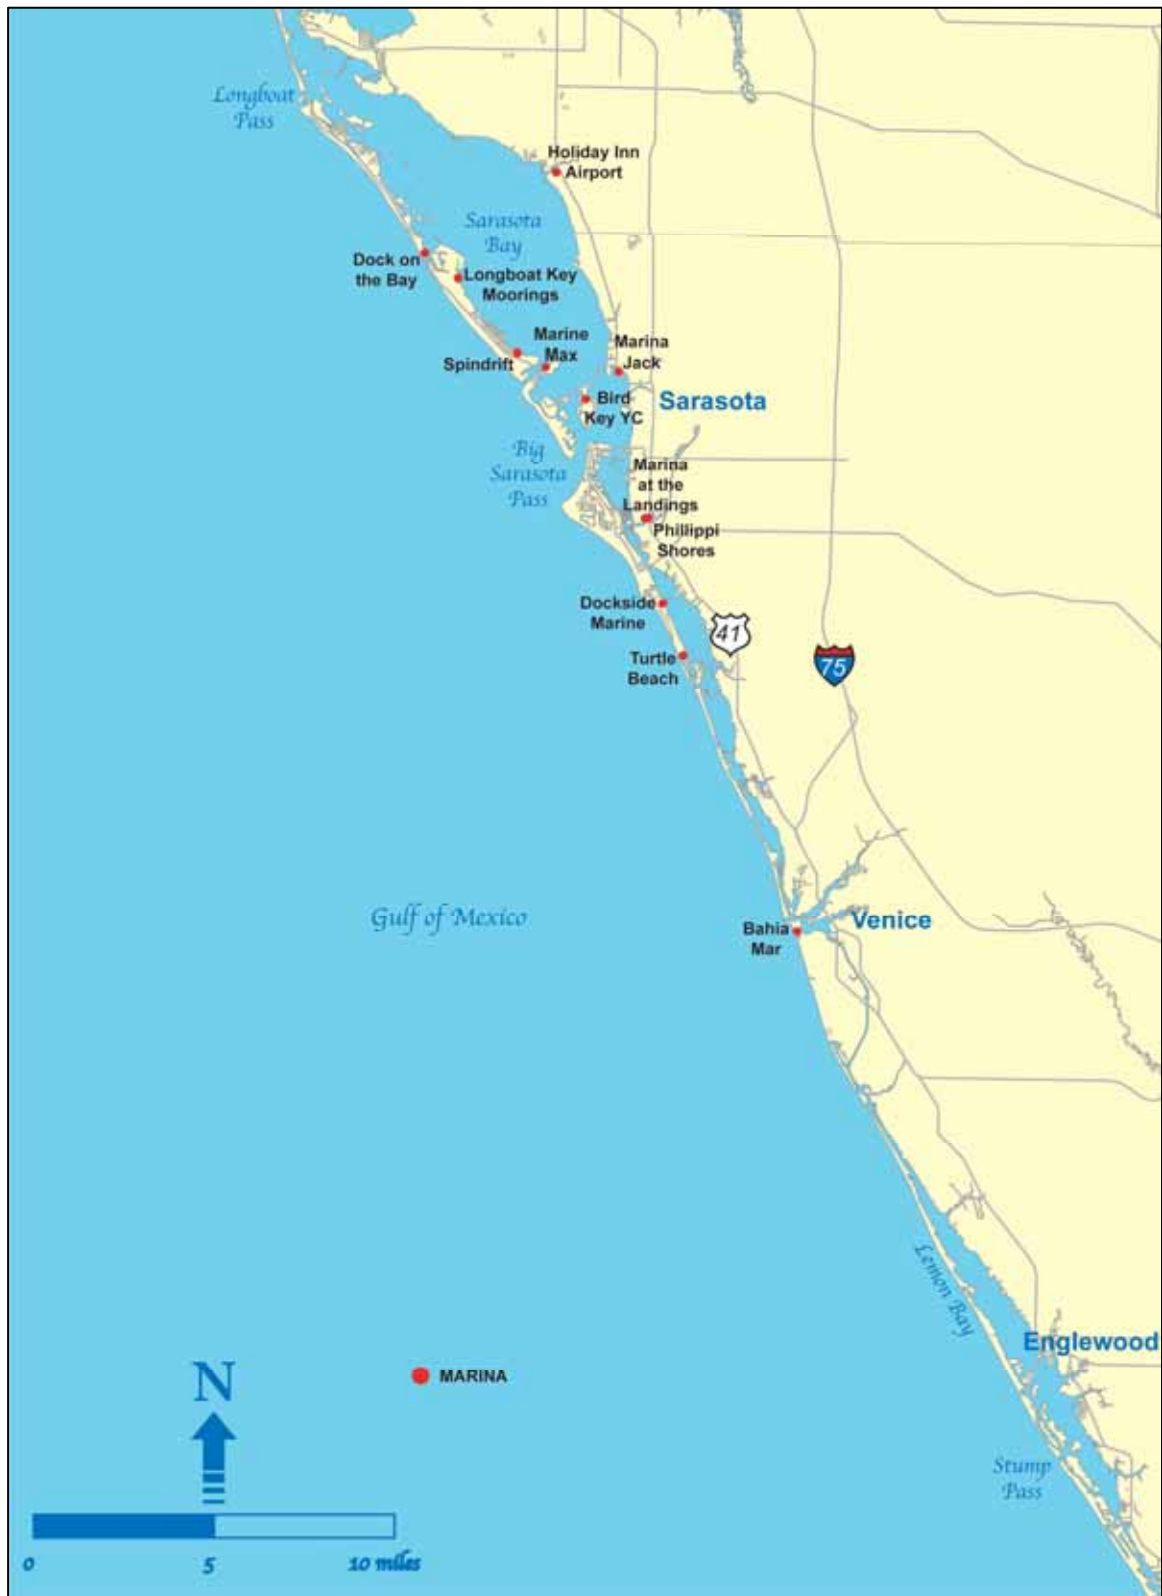 Longboat
Pass
Holiday Inn
Airport
Sarasota
Bay
Dock on
the Bay
Longboat Key
Moorings
Marine
Max
Spindrift
Marina
Jack
Bird
Key YC
Sarasota
Big
Sarasota
Pass
Marina
at the
Landings
Phillippi
Shores
Dockside
Marine
41
75
Turtle
Beach
Gulf of Mexico
Bahia
Mar
Venice
Lemon Bay
Englewood
MARINA
N
Stump
Pass
0 5 10 miles